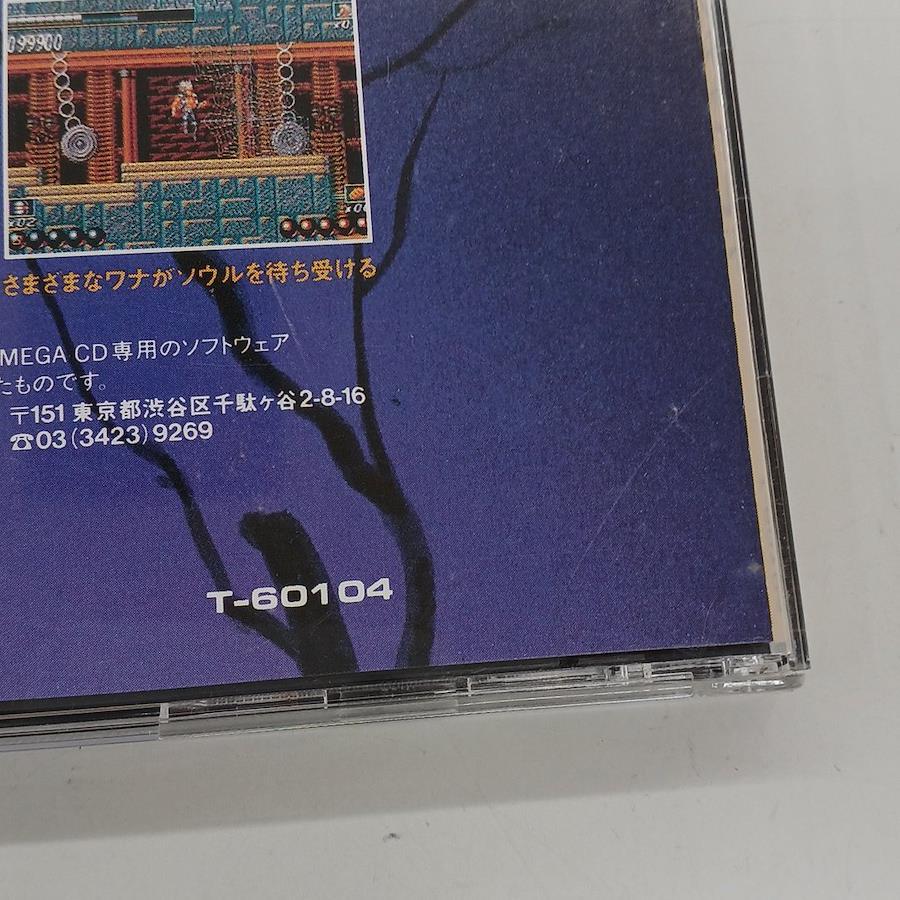 099900
さまざまなワナがソウルを待ち受ける
MEGA CD専用のソフトウェア
たものです。
〒151 東京都渋谷区千駄ヶ谷2-8-16
☎03(3423)9269
T-60104